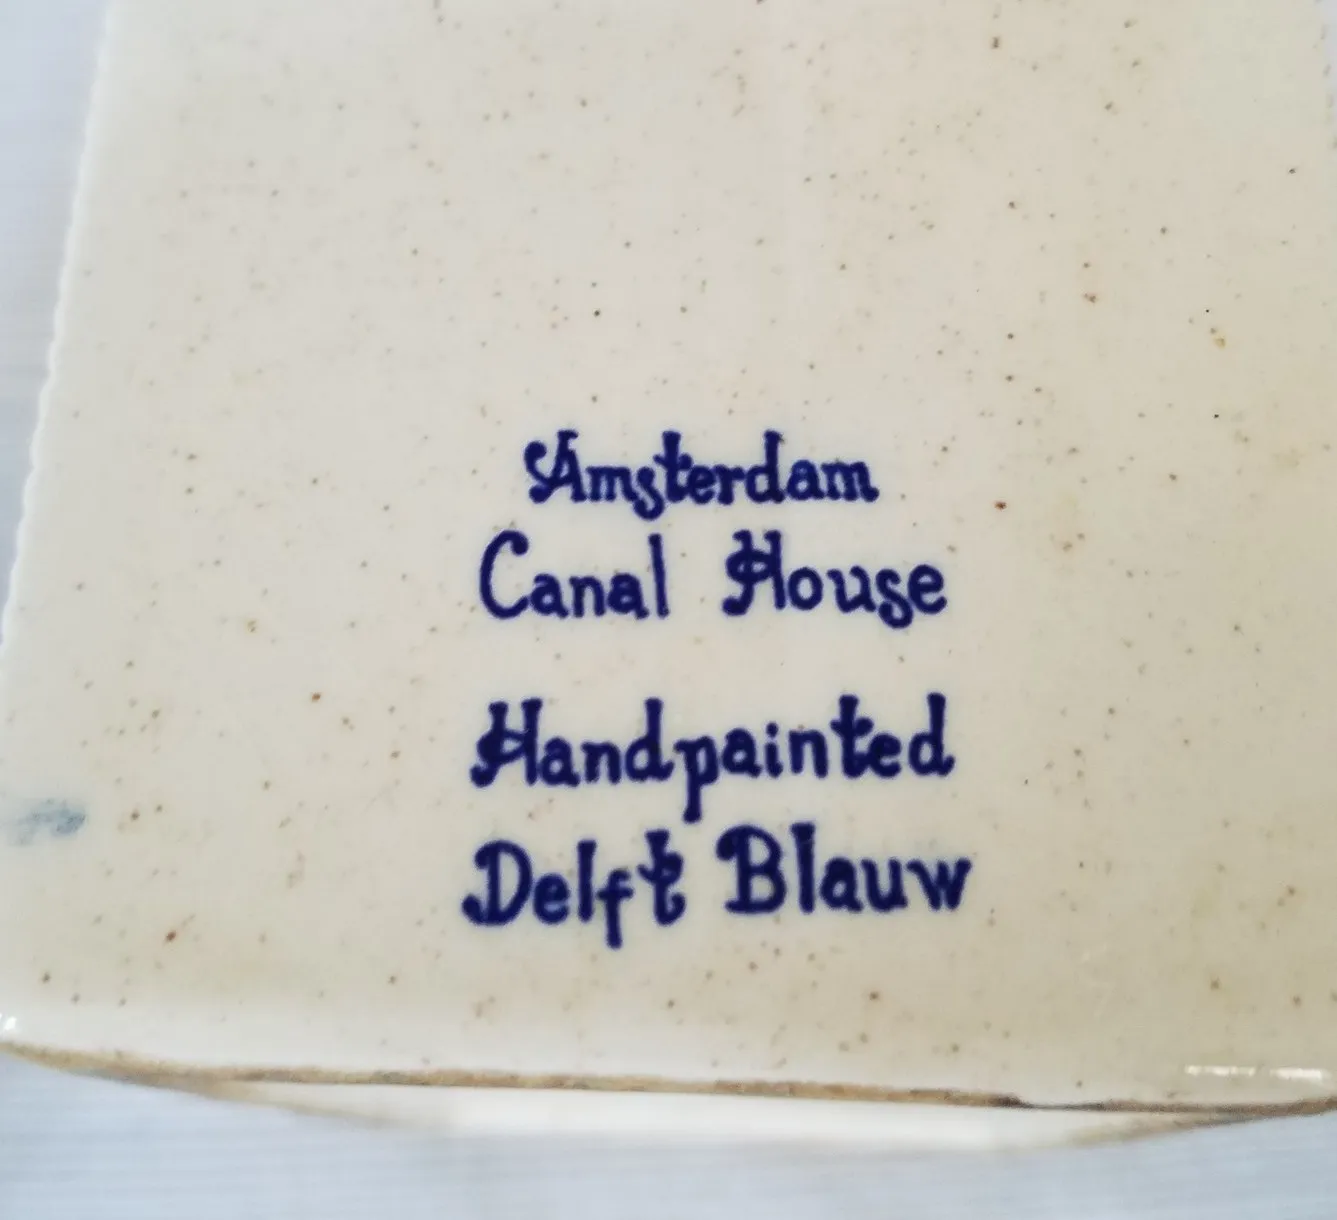 Amsterdam
Canal House
Handpainted
Delft Blauw